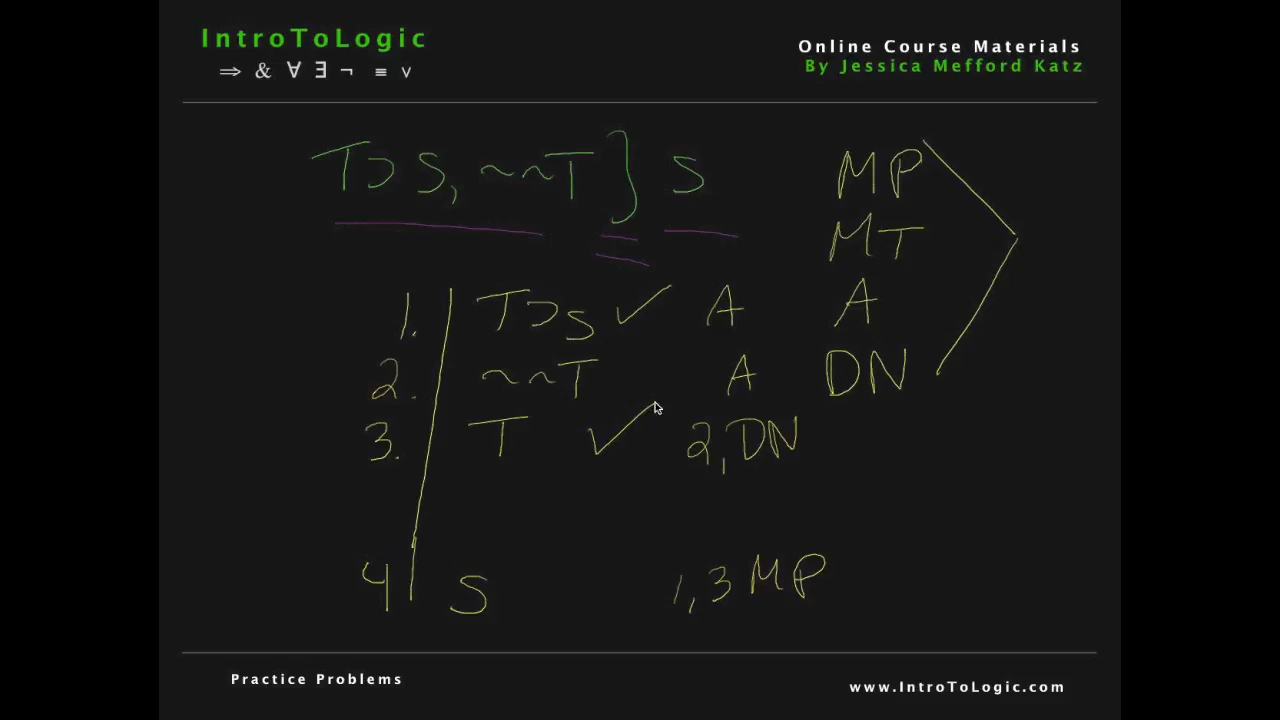 IntroToLogic
⇒ & ∀ ∃ ¬ ≡ ∨
Online Course Materials
By Jessica Mefford Katz
T⊃S, ~~T } S
MP
MT
A
DN
1. T⊃S ✓ A
2. ~~T A
3. T ✓ 2, DN
4 S 1, 3 MP
Practice Problems
www.IntroToLogic.com